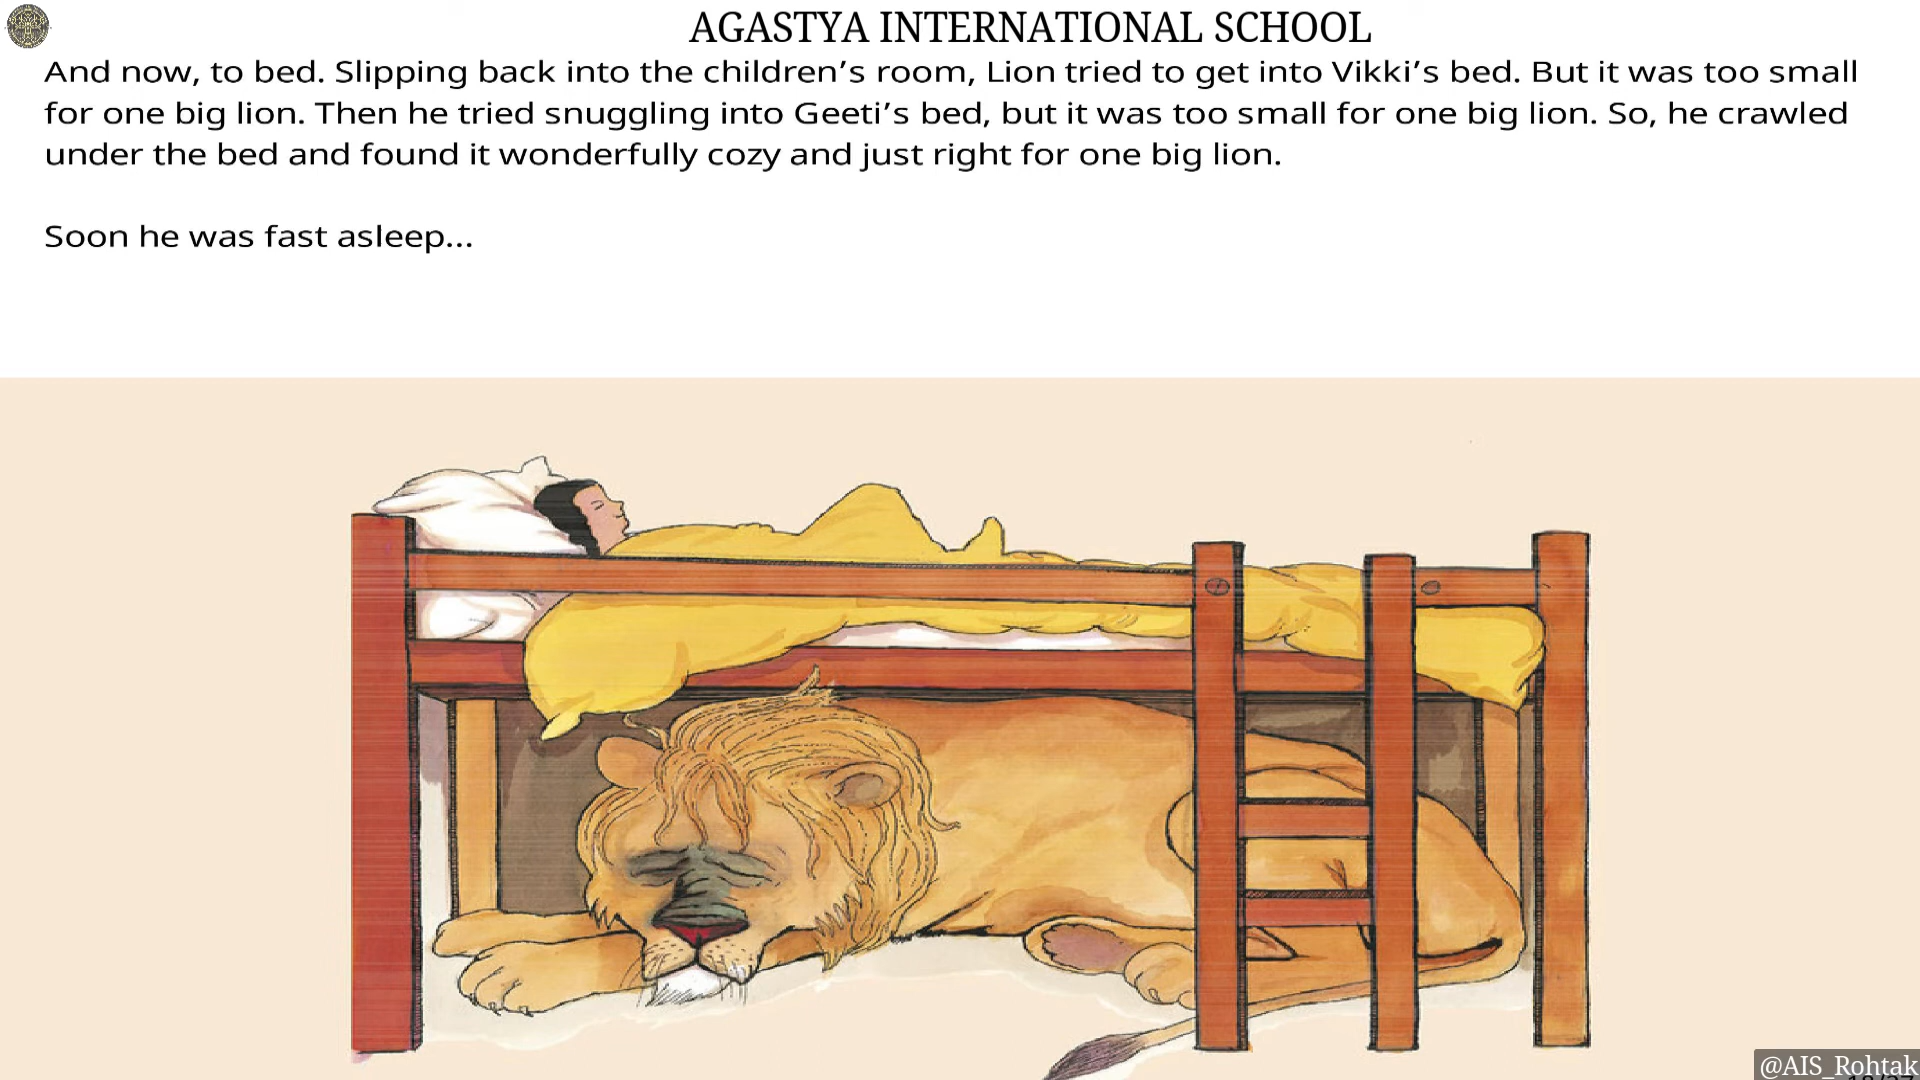 AGASTYA INTERNATIONAL SCHOOL
And now, to bed. Slipping back into the children’s room, Lion tried to get into Vikki’s bed. But it was too small
for one big lion. Then he tried snuggling into Geeti’s bed, but it was too small for one big lion. So, he crawled
under the bed and found it wonderfully cozy and just right for one big lion.
Soon he was fast asleep...
@AIS_Rohtak